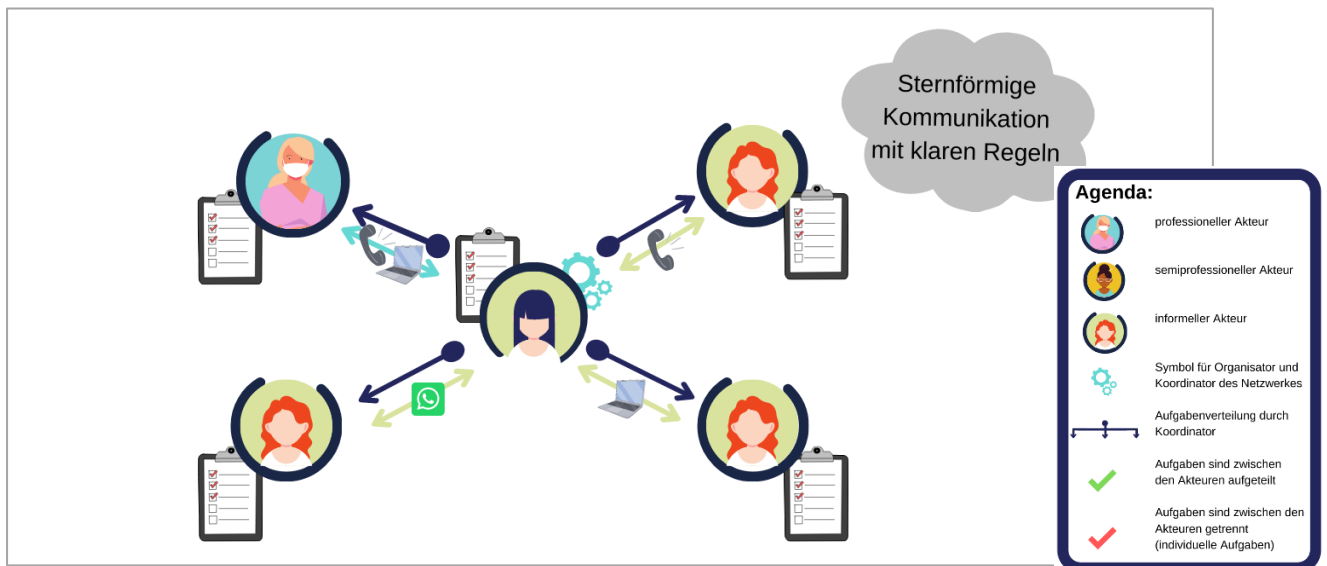 Sternförmige
Kommunikation
mit klaren Regeln
Agenda:
professioneller Akteur
semiprofessioneller Akteur
informeller Akteur
Symbol für Organisator und
Koordinator des Netzwerkes
Aufgabenverteilung durch
Koordinator
Aufgaben sind zwischen
den Akteuren aufgeteilt
Aufgaben sind zwischen den
Akteuren getrennt
(individuelle Aufgaben)